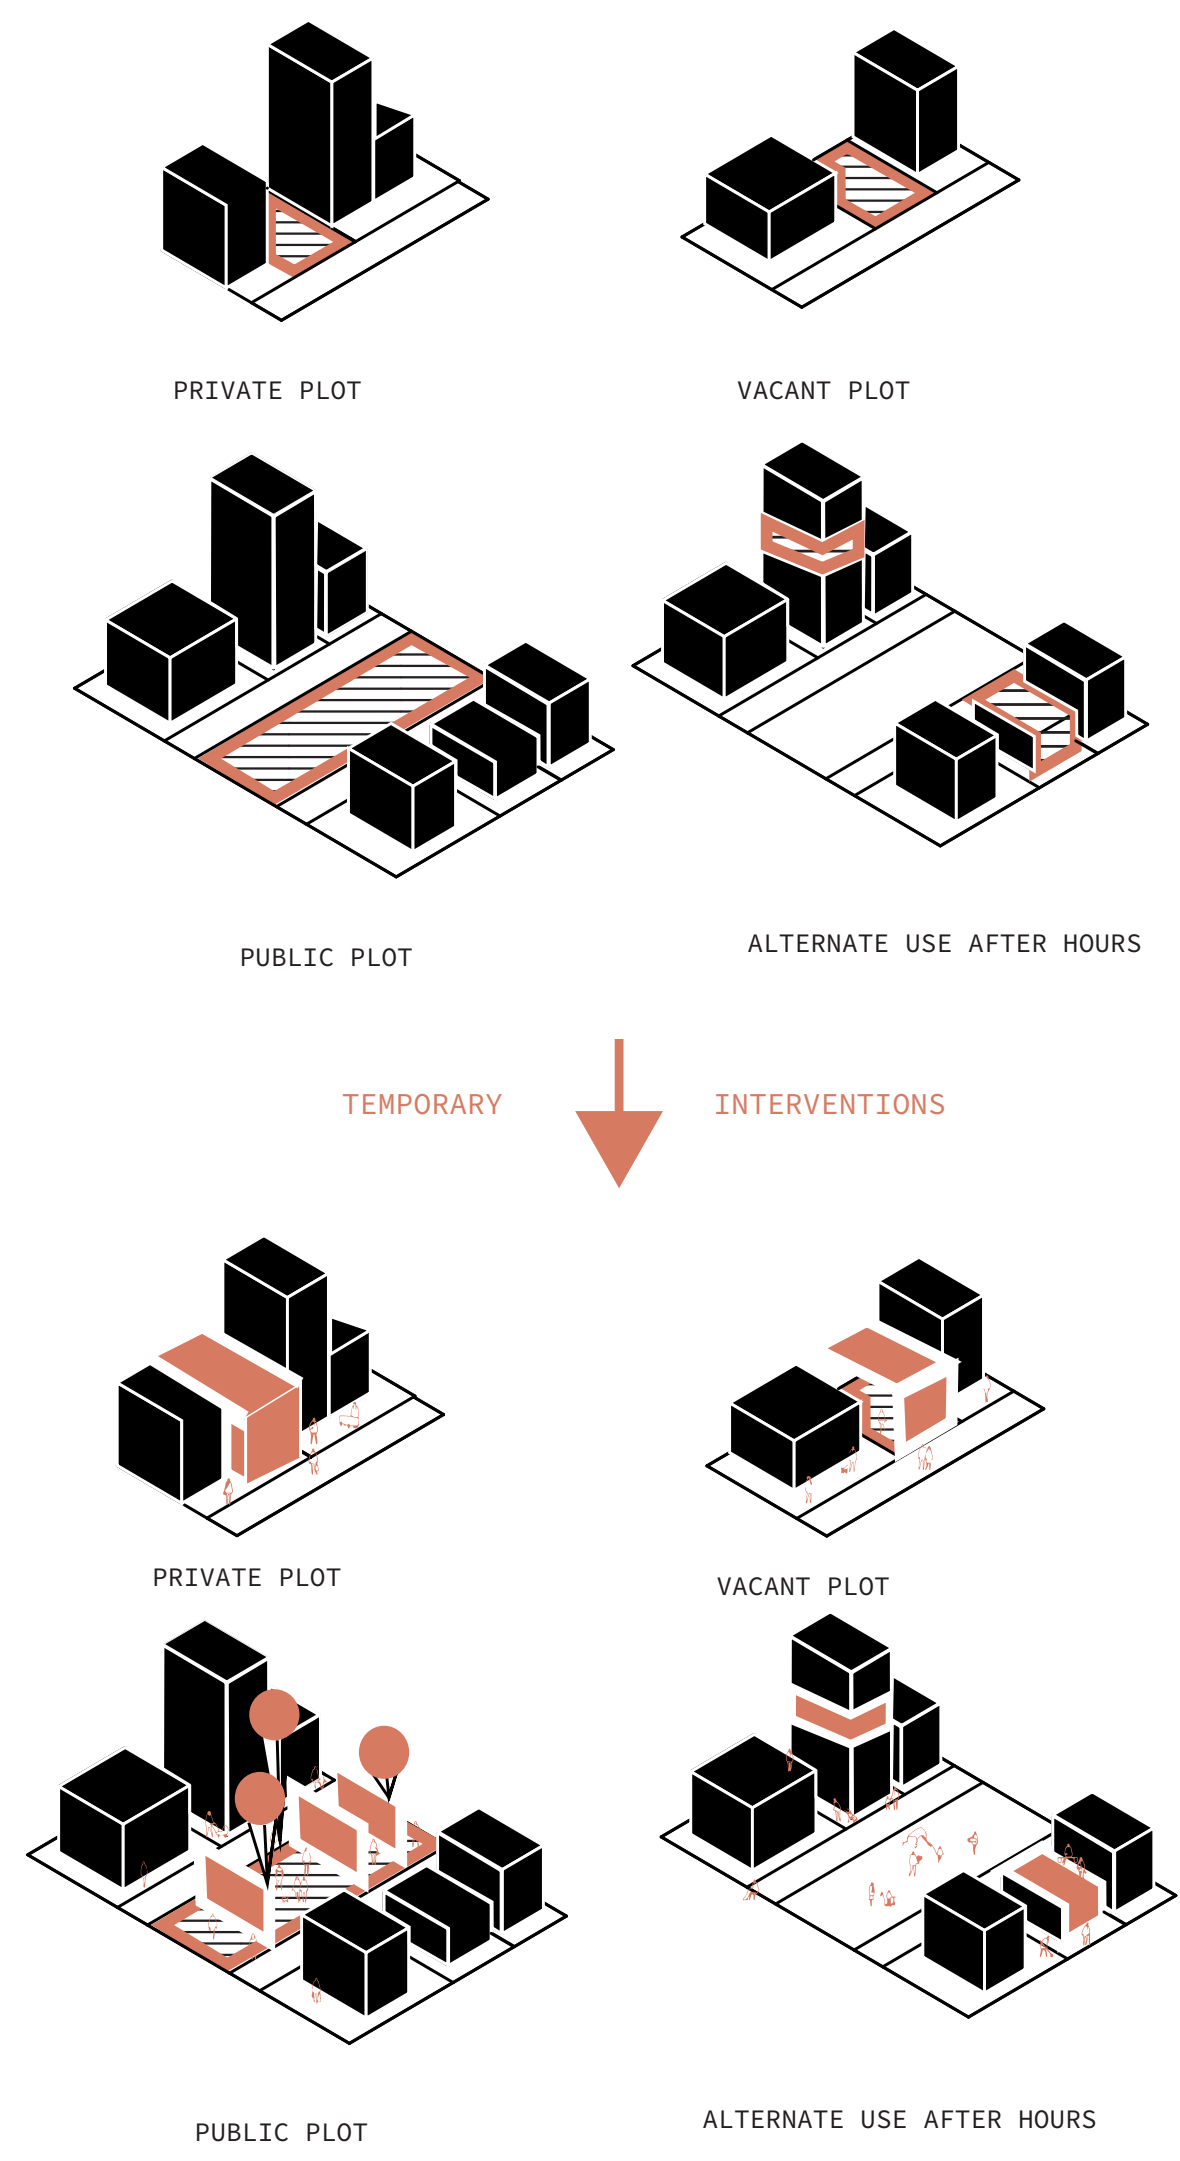 PRIVATE PLOT
VACANT PLOT
PUBLIC PLOT
ALTERNATE USE AFTER HOURS
TEMPORARY INTERVENTIONS
PRIVATE PLOT
VACANT PLOT
PUBLIC PLOT
ALTERNATE USE AFTER HOURS